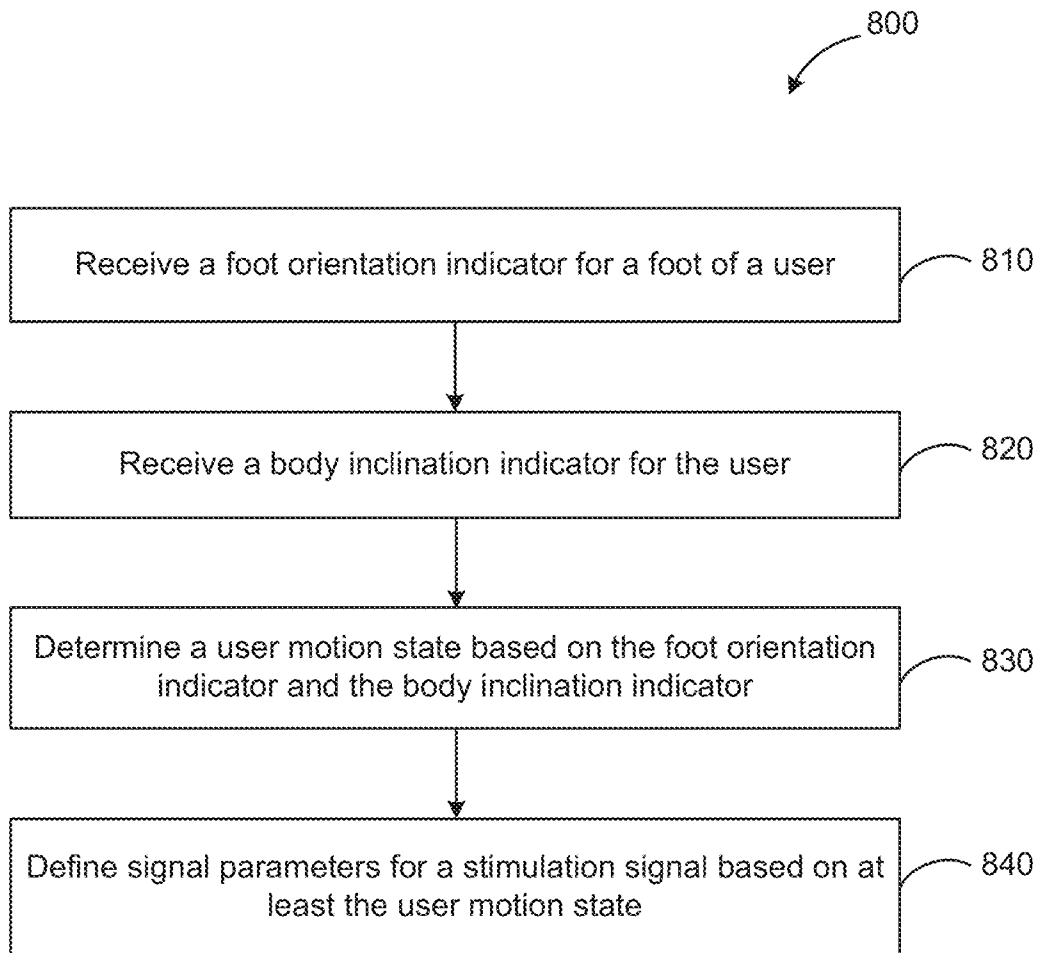 800
Receive a foot orientation indicator for a foot of a user
810
Receive a body inclination indicator for the user
820
Determine a user motion state based on the foot orientation
indicator and the body inclination indicator
830
Define signal parameters for a stimulation signal based on at
least the user motion state
840